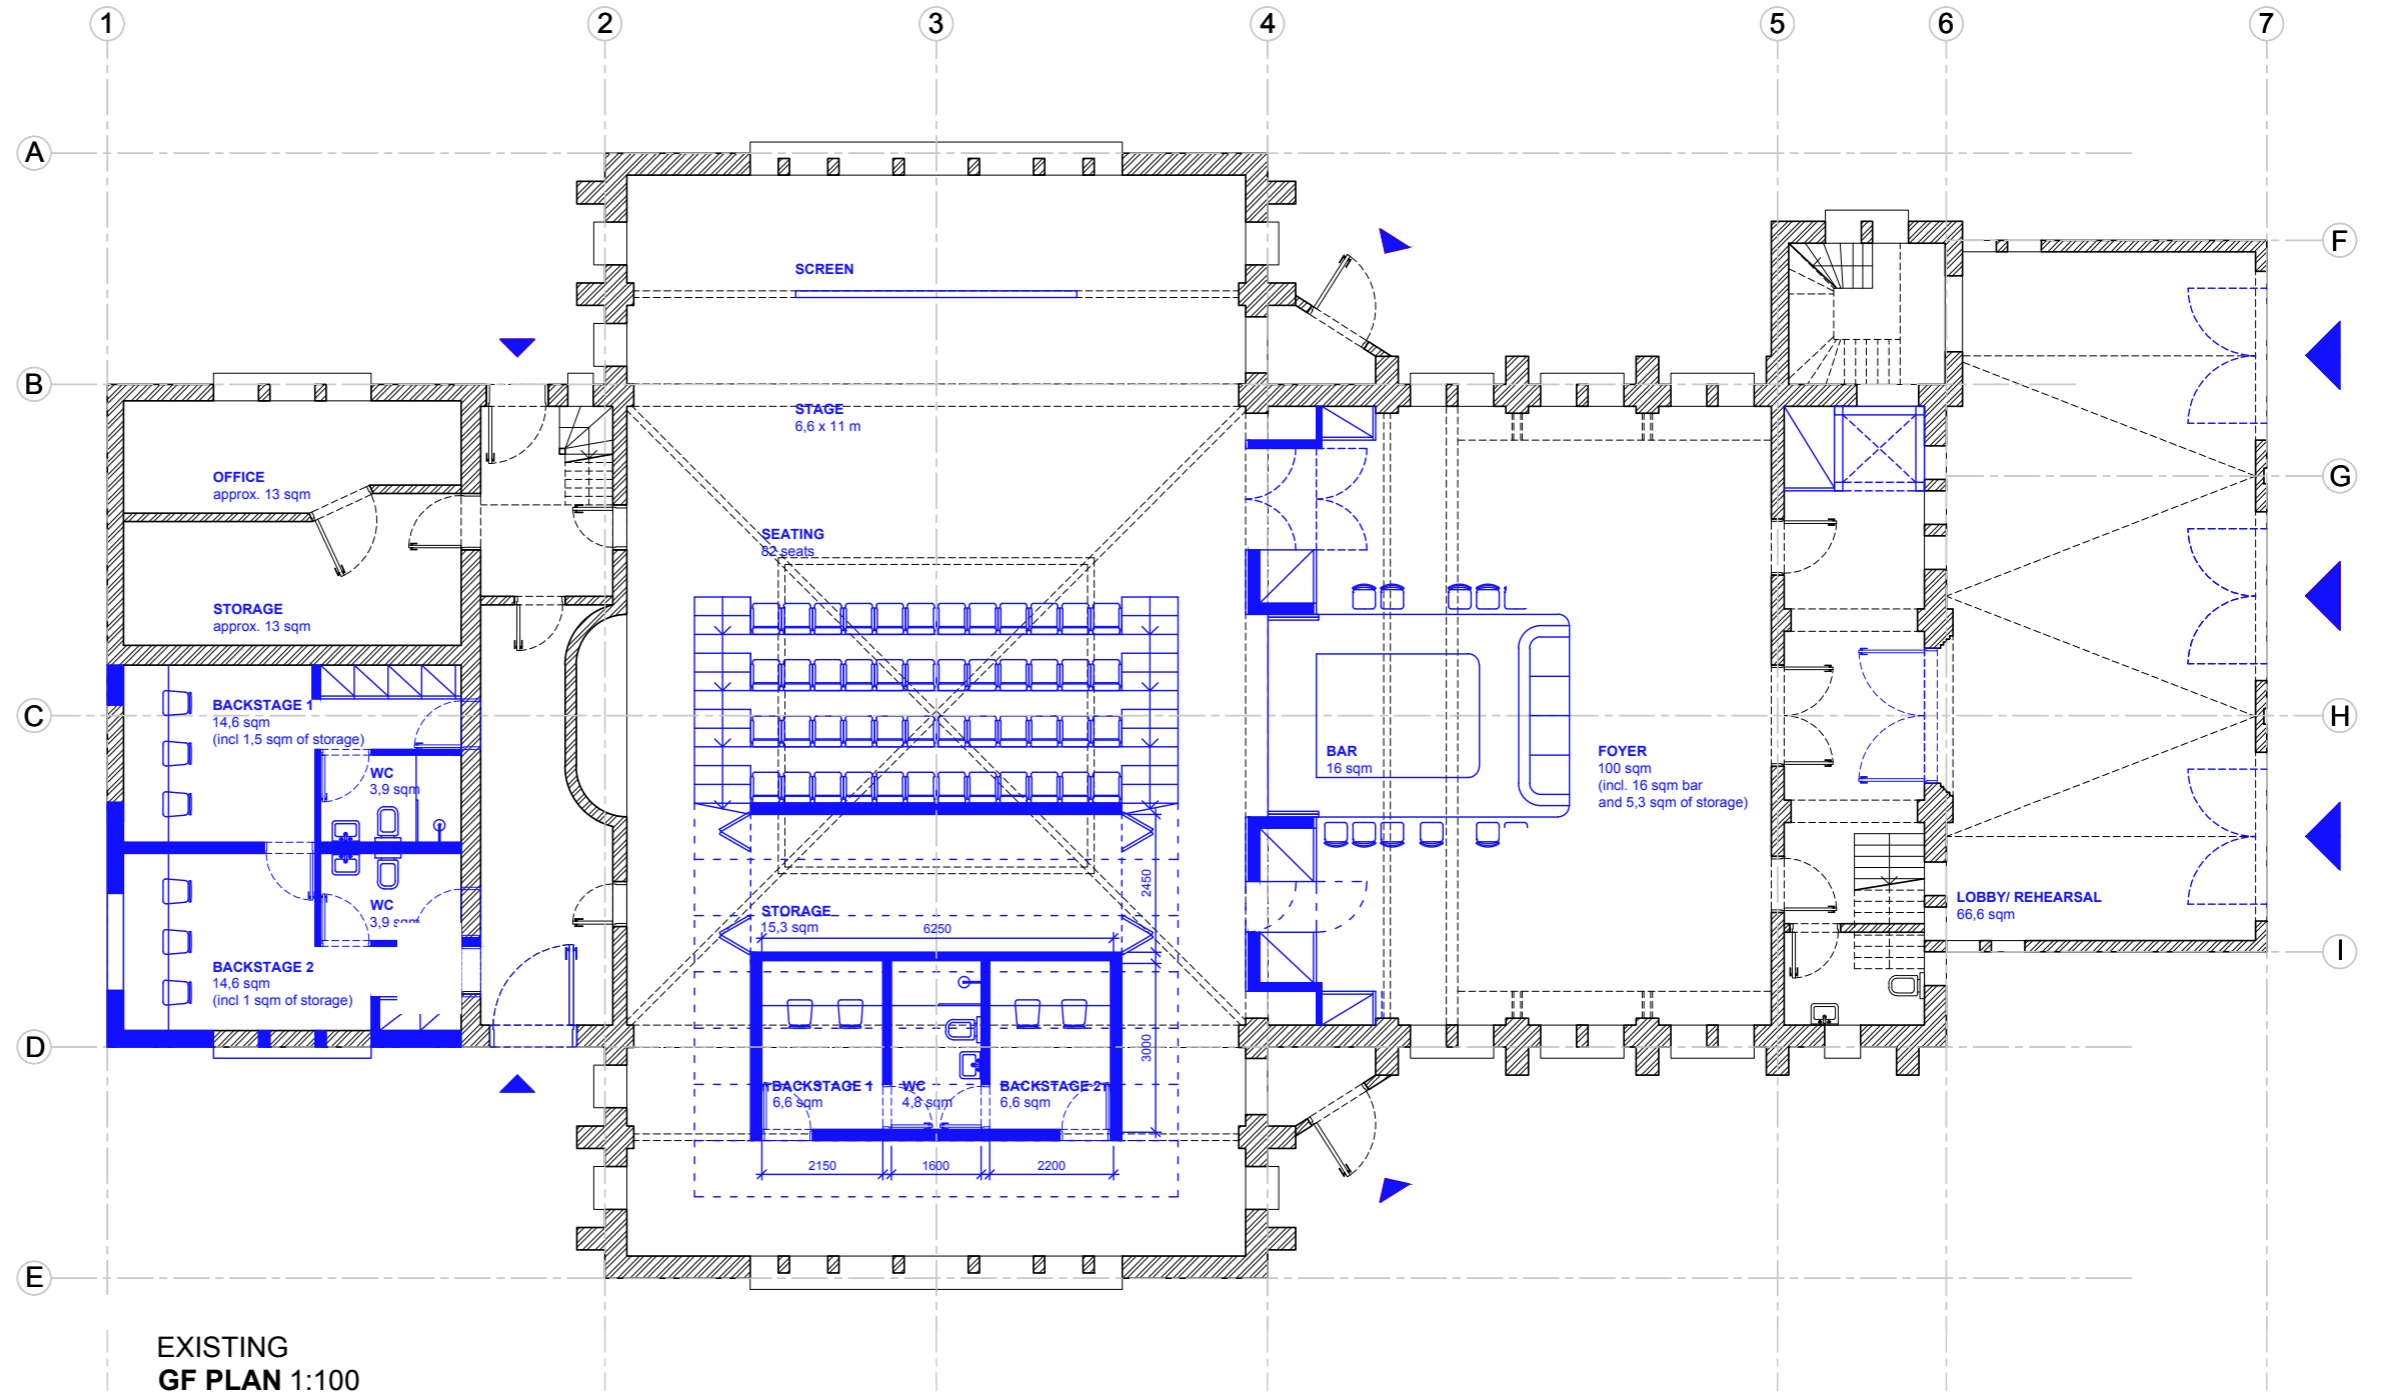 1 2 3 4 5 6 7
A
F
SCREEN
B
STAGE
6,6 x 11 m
OFFICE
approx. 13 sqm
G
SEATING
82 seats
STORAGE
approx. 13 sqm
BACKSTAGE 1
14,6 sqm
(incl 1,5 sqm of storage)
C
H
WC
3,9 sqm
BAR
16 sqm
FOYER
100 sqm
(incl. 16 sqm bar
and 5,3 sqm of storage)
2450
WC
3,9 sqm
LOBBY/ REHEARSAL
66,6 sqm
STORAGE
15,3 sqm
6250
I
BACKSTAGE 2
14,6 sqm
(incl 1 sqm of storage)
D
3000
BACKSTAGE 1
6,6 sqm
WC
4,8 sqm
BACKSTAGE 2
6,6 sqm
2150 1600 2200
E
EXISTING
GF PLAN 1:100